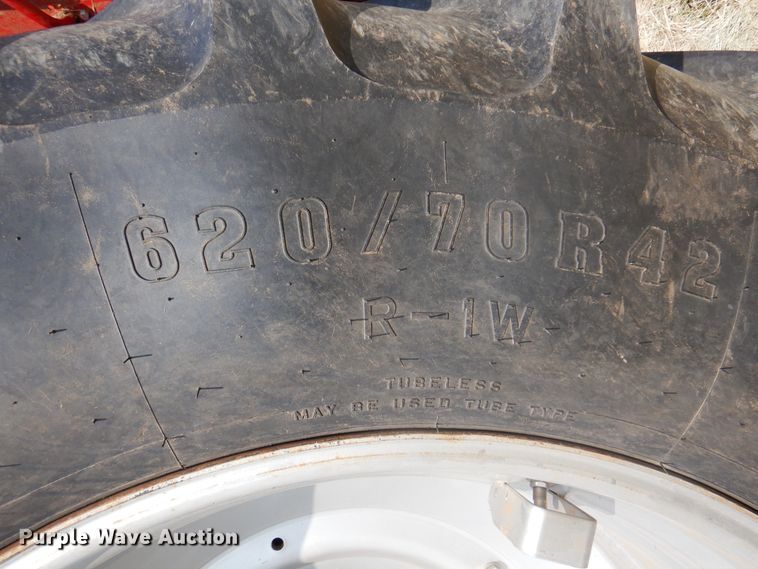 620/70R42
R-1W
TUBELESS
MAY BE USED TUBE TYPE
Purple Wave Auction